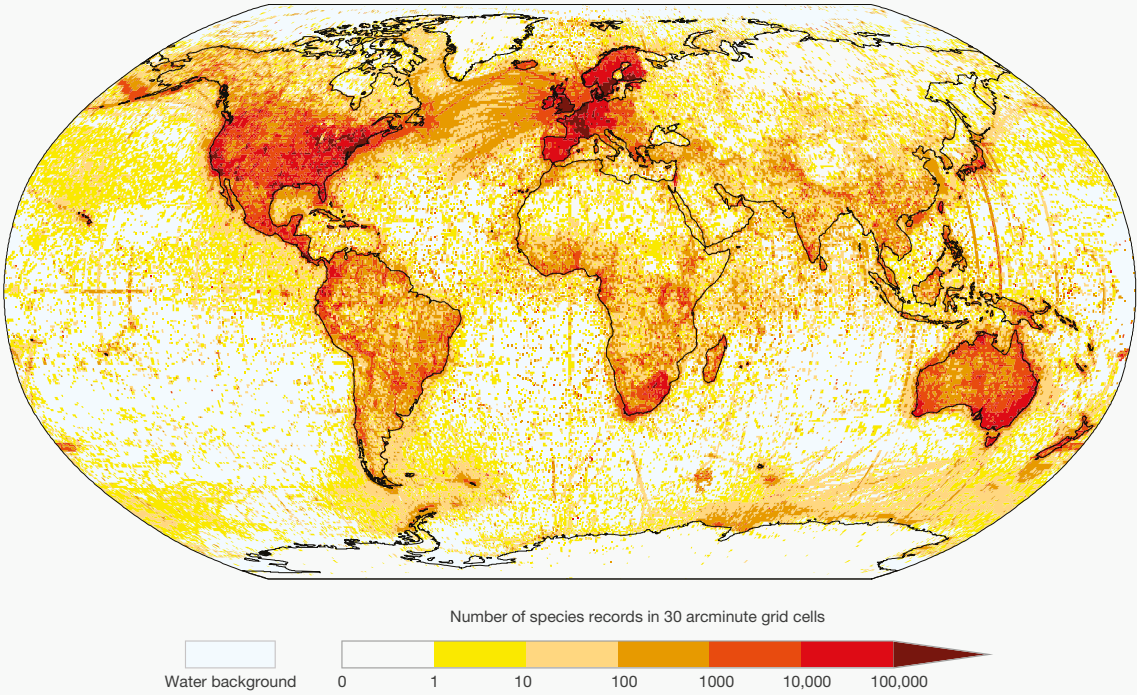 Number of species records in 30 arcminute grid cells
Water background
0 1 10 100 1000 10,000 100,000